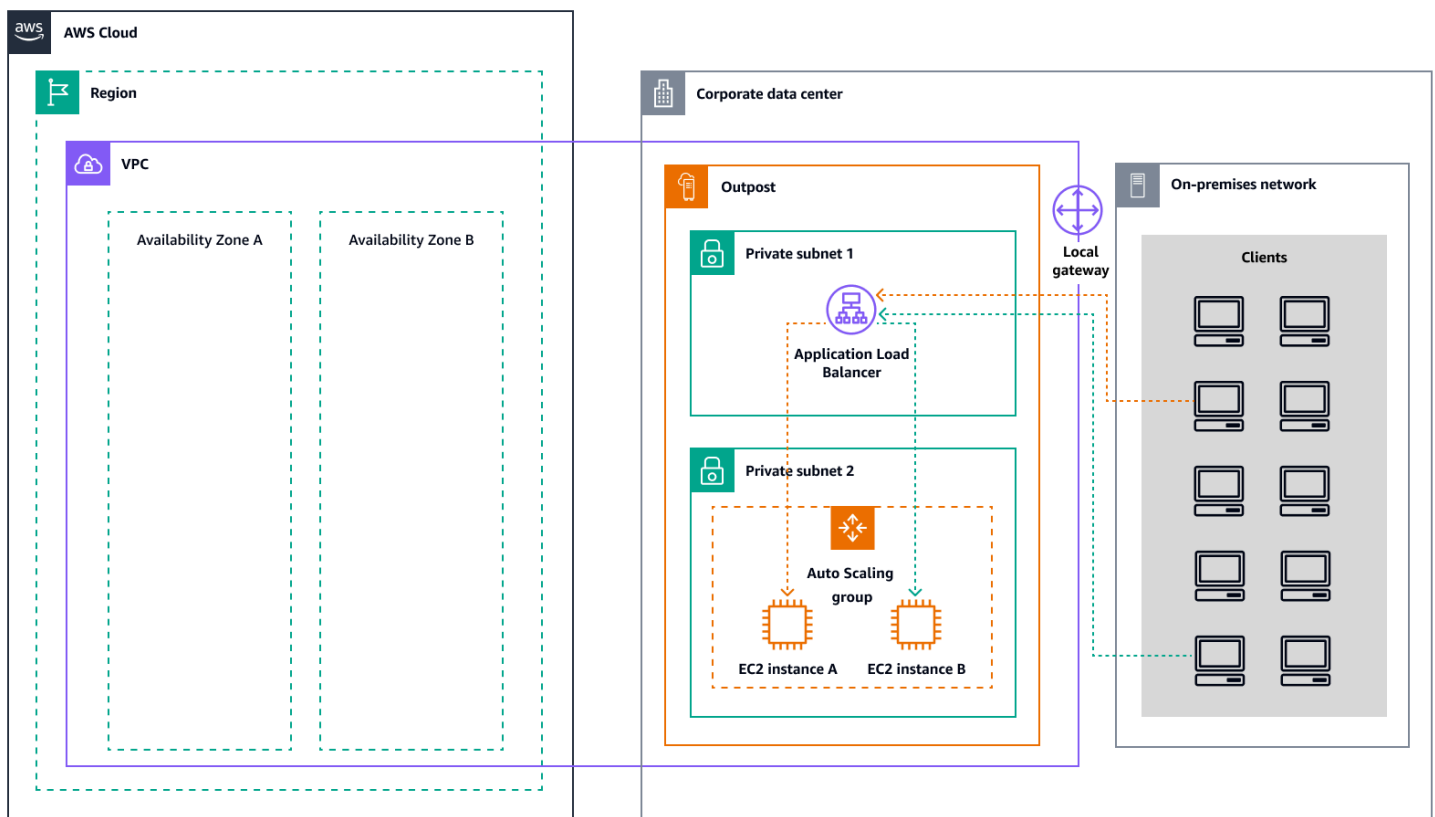 aws
AWS Cloud
Region
VPC
Availability Zone A
Availability Zone B
Corporate data center
Outpost
Private subnet 1
Application Load
Balancer
Private subnet 2
Auto Scaling
group
EC2 instance A
EC2 instance B
Local
gateway
On-premises network
Clients